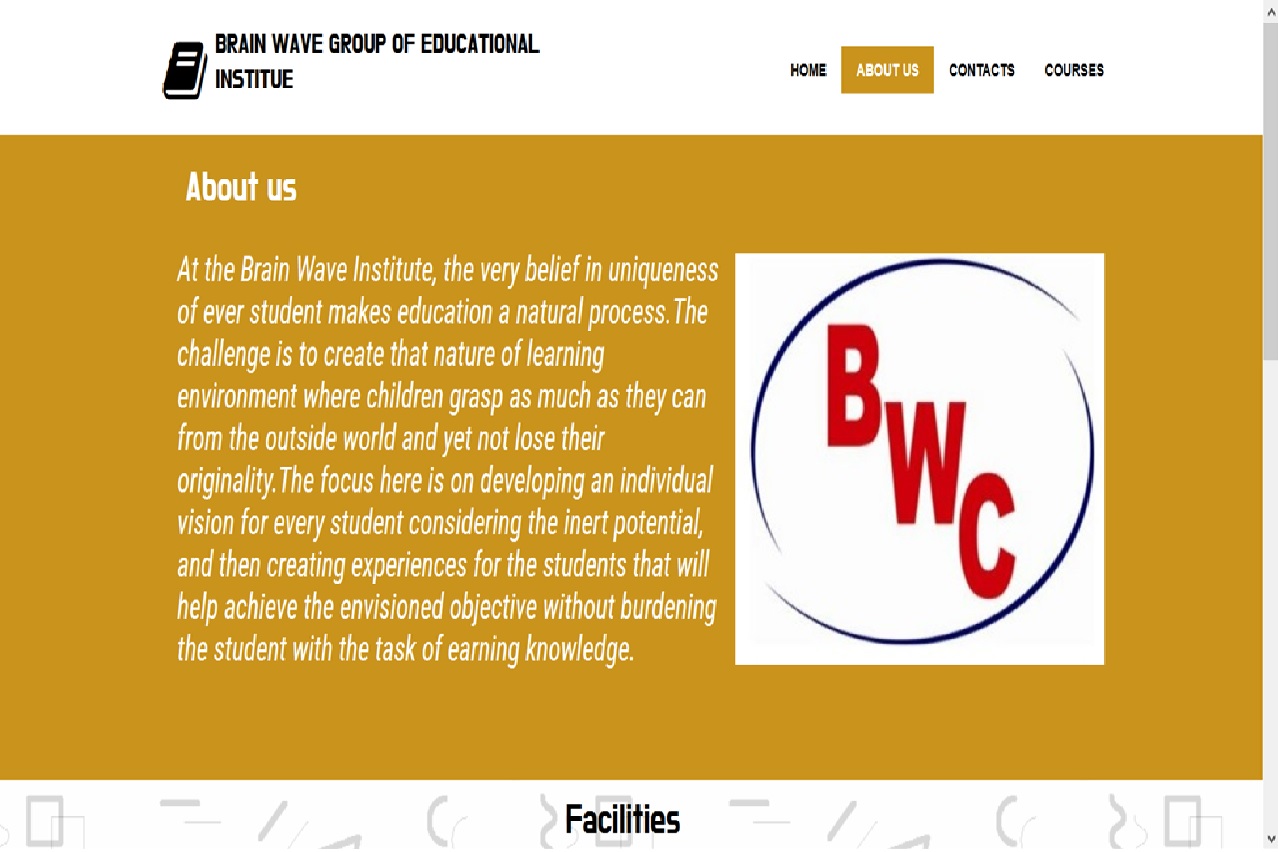 BRAIN WAVE GROUP OF EDUCATIONAL
INSTITUE
HOME ABOUT US CONTACTS COURSES
About us
At the Brain Wave Institute, the very belief in uniqueness
of ever student makes education a natural process.The
challenge is to create that nature of learning
environment where children grasp as much as they can
from the outside world and yet not lose their
originality.The focus here is on developing an individual
vision for every student considering the inert potential,
and then creating experiences for the students that will
help achieve the envisioned objective without burdening
the student with the task of earning knowledge.
BWC
Facilities